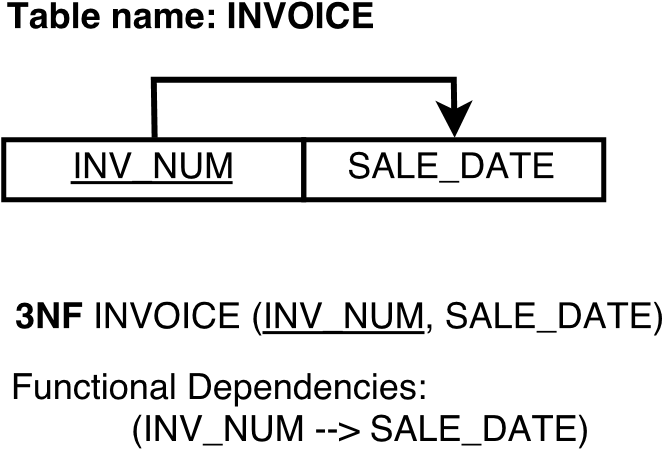 Table name: INVOICE
INV_NUM SALE_DATE
3NF INVOICE (INV_NUM, SALE_DATE)
Functional Dependencies:
(INV_NUM --> SALE_DATE)